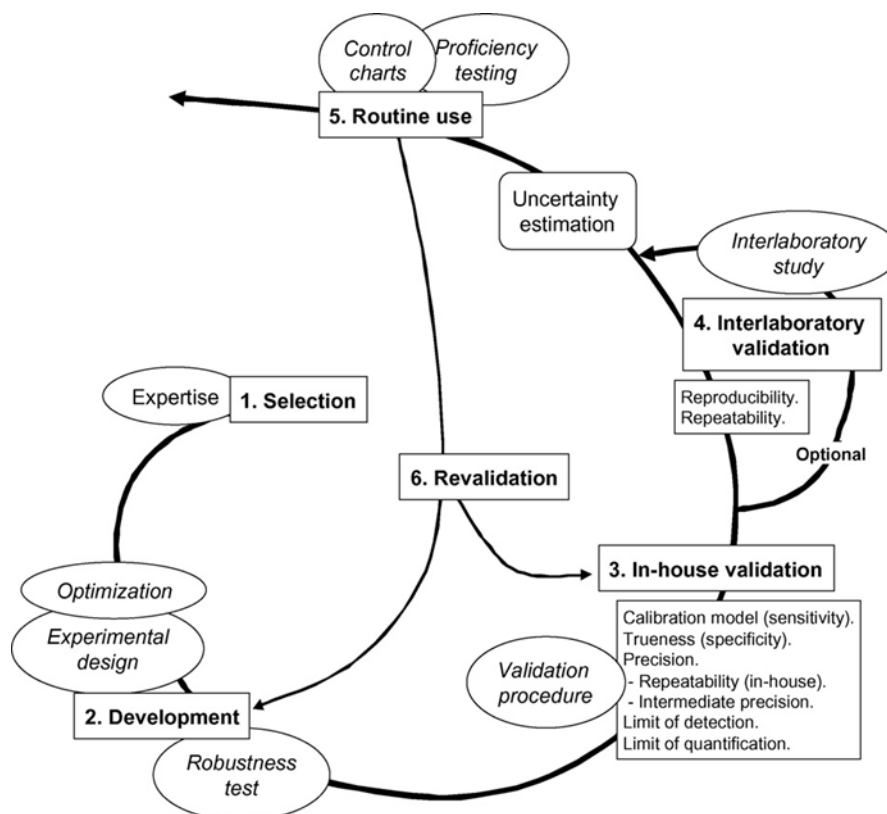 Control
charts
Proficiency
testing
5. Routine use
Uncertainty
estimation
Interlaboratory
study
4. Interlaboratory
validation
Reproducibility.
Repeatability.
Optional
Expertise
1. Selection
6. Revalidation
3. In-house validation
Optimization
Experimental
design
2. Development
Robustness
test
Validation
procedure
Calibration model (sensitivity).
Trueness (specificity).
Precision.
- Repeatability (in-house).
- Intermediate precision.
Limit of detection.
Limit of quantification.